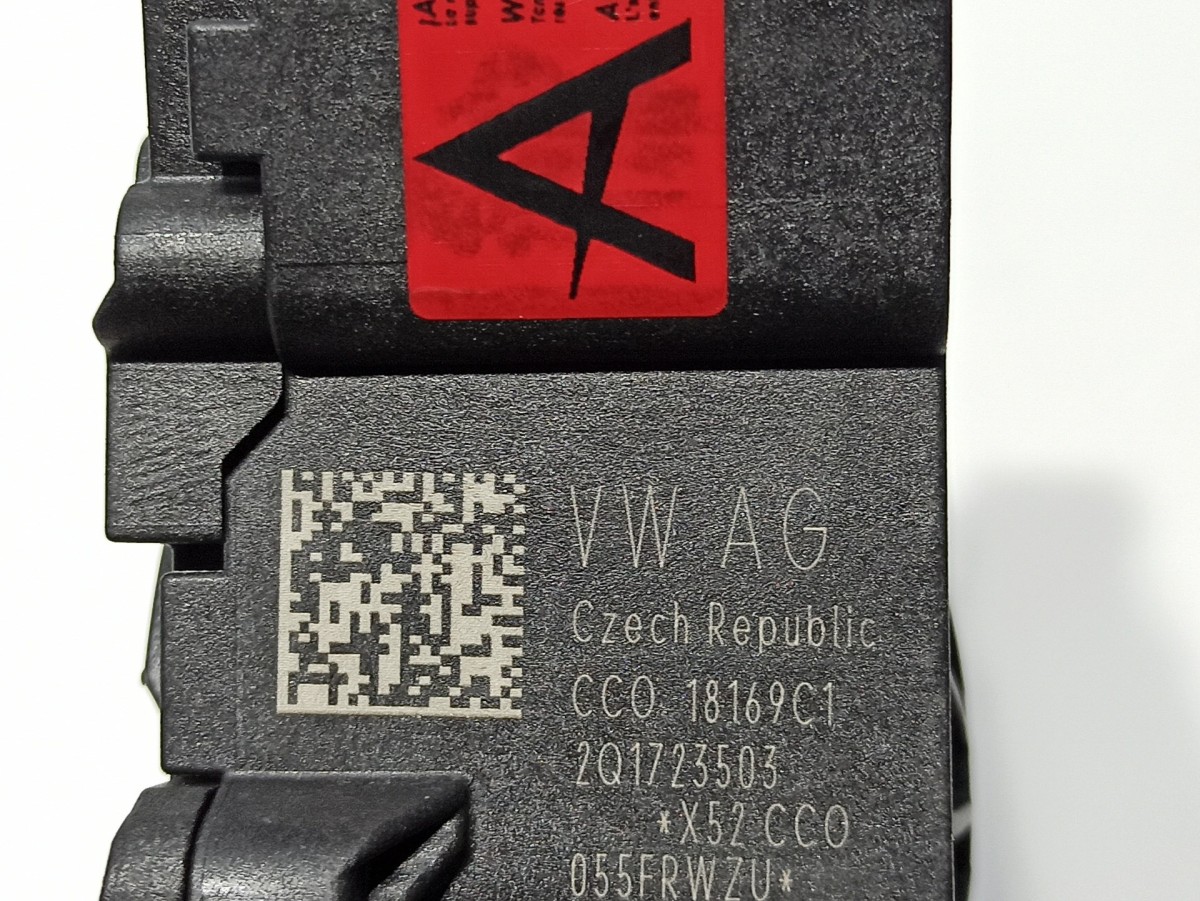 A
VW AG
Czech Republic
CCO 18169C1
2Q1723503
*X52 CCO
055FRWZU*